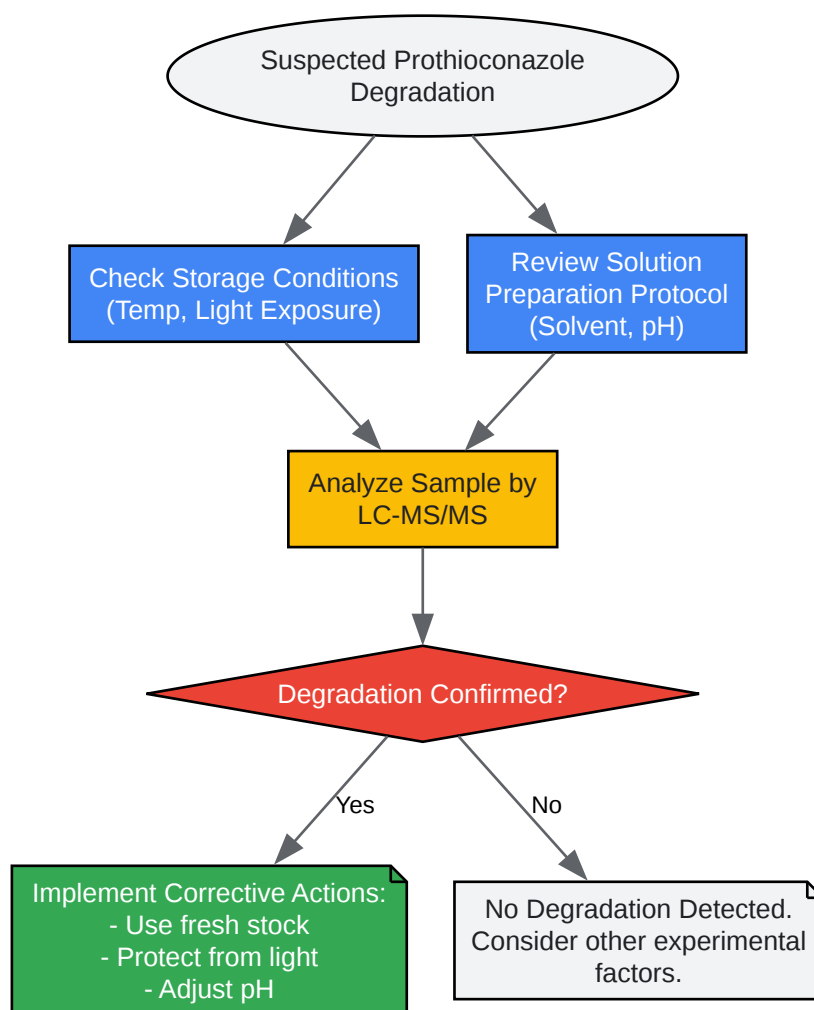 Suspected Prothioconazole
Degradation
Check Storage Conditions
(Temp, Light Exposure)
Review Solution
Preparation Protocol
(Solvent, pH)
Analyze Sample by
LC-MS/MS
Degradation Confirmed?
Yes
No
Implement Corrective Actions:
- Use fresh stock
- Protect from light
- Adjust pH
No Degradation Detected.
Consider other experimental
factors.